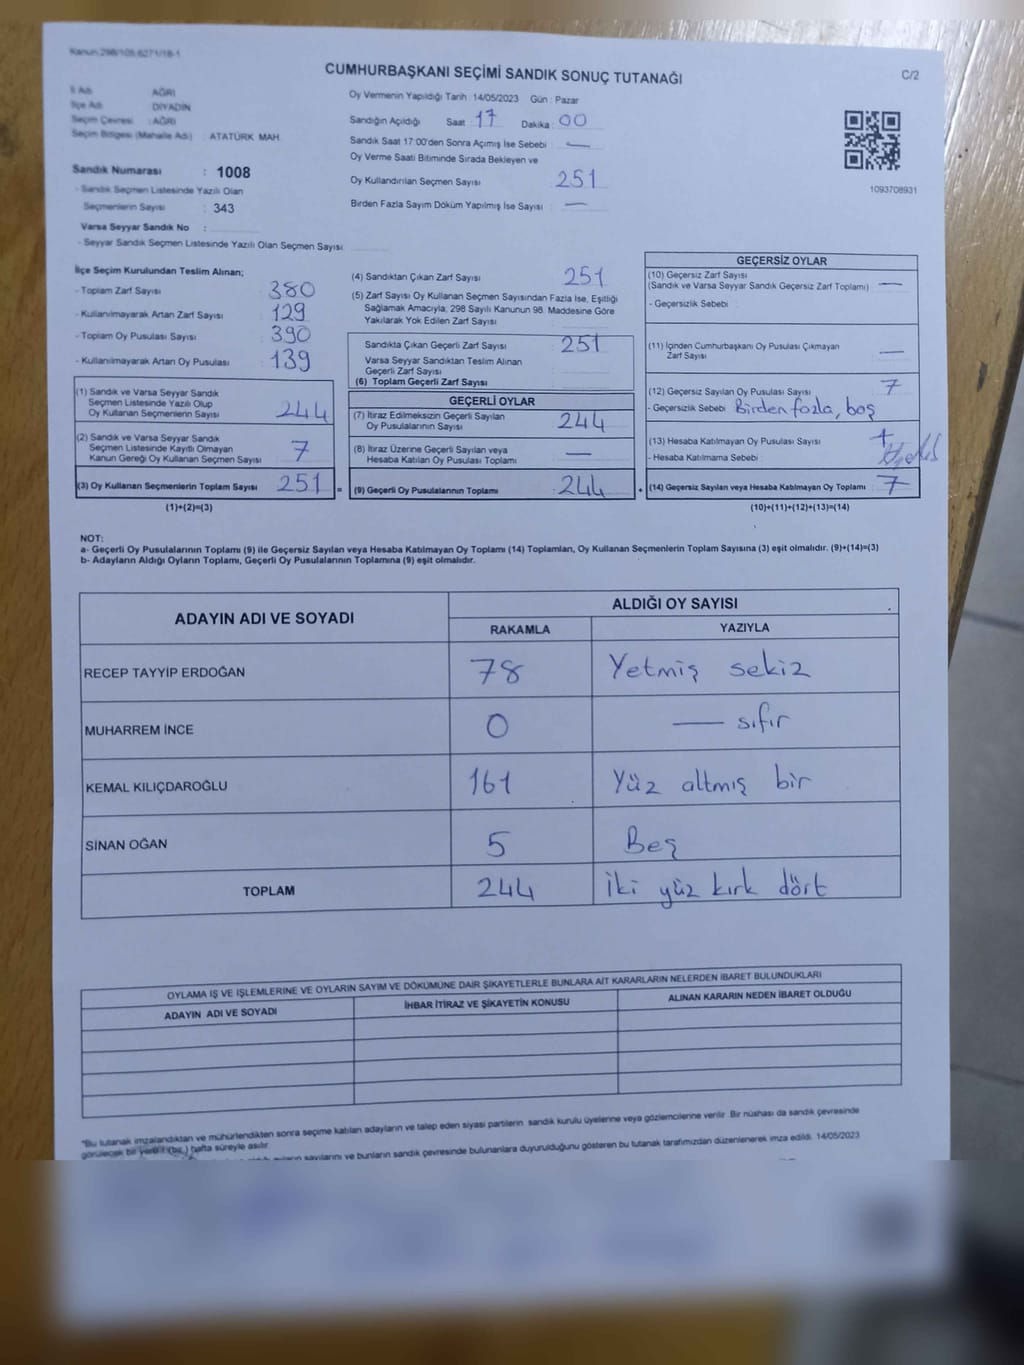 Kanun 298/105,6271/18-1
CUMHURBAŞKANI SEÇİMİ SANDIK SONUÇ TUTANAĞI
C/2
İl Adı : AĞRI
İlçe Adı : DİYADİN
Seçim Çevresi : AĞRI
Seçim Bölgesi (Mahalle Adı) : ATATÜRK MAH.
Sandık Numarası : 1008
- Sandık Seçmen Listesinde Yazılı Olan
Seçmenlerin Sayısı : 343
Varsa Seyyar Sandık No :
- Seyyar Sandık Seçmen Listesinde Yazılı Olan Seçmen Sayısı:
Oy Vermenin Yapıldığı Tarih : 14/05/2023 Gün : Pazar
Sandığın Açıldığı Saat : 17 Dakika : 00
Sandık Saat 17:00'den Sonra Açımış İse Sebebi : —
Oy Verme Saati Bitiminde Sırada Bekleyen ve
Oy Kullandırılan Seçmen Sayısı : 251
Birden Fazla Sayım Döküm Yapılmış İse Sayısı : —
1093708931
İlçe Seçim Kurulundan Teslim Alınan;
- Toplam Zarf Sayısı : 380
- Kullanılmayarak Artan Zarf Sayısı : 129
- Toplam Oy Pusulası Sayısı : 390
- Kullanılmayarak Artan Oy Pusulası : 139
(1) Sandık ve Varsa Seyyar Sandık
Seçmen Listesinde Yazılı Olup
Oy Kullanan Seçmenlerin Sayısı : 244
(2) Sandık ve Varsa Seyyar Sandık
Seçmen Listesinde Kayıtlı Olmayan
Kanun Gereği Oy Kullanan Seçmen Sayısı : 7
(3) Oy Kullanan Seçmenlerin Toplam Sayısı : 251 =
(1)+(2)=(3)
(4) Sandıktan Çıkan Zarf Sayısı : 251
(5) Zarf Sayısı Oy Kullanan Seçmen Sayısından Fazla İse, Eşitliği
Sağlamak Amacıyla; 298 Sayılı Kanunun 98. Maddesine Göre
Yakılarak Yok Edilen Zarf Sayısı :
Sandıkta Çıkan Geçerli Zarf Sayısı : 251
Varsa Seyyar Sandıktan Teslim Alınan
Geçerli Zarf Sayısı :
(6) Toplam Geçerli Zarf Sayısı :
GEÇERLİ OYLAR
(7) İtiraz Edilmeksizin Geçerli Sayılan
Oy Pusulalarının Sayısı : 244
(8) İtiraz Üzerine Geçerli Sayılan veya
Hesaba Katılan Oy Pusulası Toplamı : —
(9) Geçerli Oy Pusulalarının Toplamı : 244 +
GEÇERSİZ OYLAR
(10) Geçersiz Zarf Sayısı
(Sandık ve Varsa Seyyar Sandık Geçersiz Zarf Toplamı) : —
- Geçersizlik Sebebi :
(11) İçinden Cumhurbaşkanı Oy Pusulası Çıkmayan
Zarf Sayısı : —
(12) Geçersiz Sayılan Oy Pusulası Sayısı : 7
- Geçersizlik Sebebi : Birden fazla, boş
(13) Hesaba Katılmayan Oy Pusulası Sayısı :
- Hesaba Katılmama Sebebi :
(14) Geçersiz Sayılan veya Hesaba Katılmayan Oy Toplamı : 7
(10)+(11)+(12)+(13)=(14)
NOT:
a- Geçerli Oy Pusulalarının Toplamı (9) ile Geçersiz Sayılan veya Hesaba Katılmayan Oy Toplamı (14) Toplamları, Oy Kullanan Seçmenlerin Toplam Sayısına (3) eşit olmalıdır. (9)+(14)=(3)
b- Adayların Aldığı Oyların Toplamı, Geçerli Oy Pusulalarının Toplamına (9) eşit olmalıdır.
ADAYIN ADI VE SOYADI
ALDIĞI OY SAYISI
RAKAMLA YAZIYLA
RECEP TAYYİP ERDOĞAN 78 Yetmiş sekiz
MUHARREM İNCE 0 — sıfır
KEMAL KILIÇDAROĞLU 161 Yüz altmış bir
SİNAN OĞAN 5 Beş
TOPLAM 244 İki yüz kırk dört
OYLAMA İŞ VE İŞLEMLERİNE VE OYLARIN SAYIM VE DÖKÜMÜNE DAİR ŞİKAYETLERLE BUNLARA AİT KARARLARIN NELERDEN İBARET BULUNDUKLARI
ADAYIN ADI VE SOYADI İHBAR İTİRAZ VE ŞİKAYETİN KONUSU ALINAN KARARIN NEDEN İBARET OLDUĞU
*Bu tutanak imzalandıktan ve mühürlendikten sonra seçime katılan adayların ve talep eden siyasi partilerin sandık kurulu üyelerine veya gözlemcilerine verilir. Bir nüshası da sandık çevresinde
görülecek bir yere 1 (bir) hafta süreyle asılır.
sayılarını ve bunların sandık çevresinde bulunanlara duyurulduğunu gösteren bu tutanak tarafımızdan düzenlenerek imza edildi. 14/05/2023